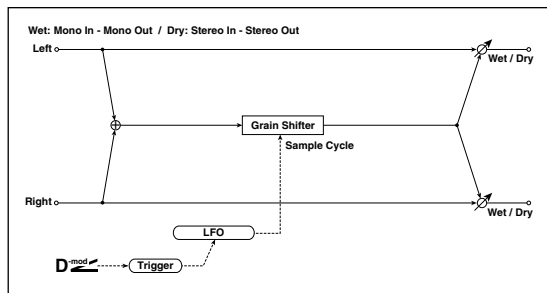 Wet: Mono In - Mono Out / Dry: Stereo In - Stereo Out
Left
Wet / Dry
Grain Shifter
Sample Cycle
Right
Wet / Dry
LFO
D-mod
Trigger